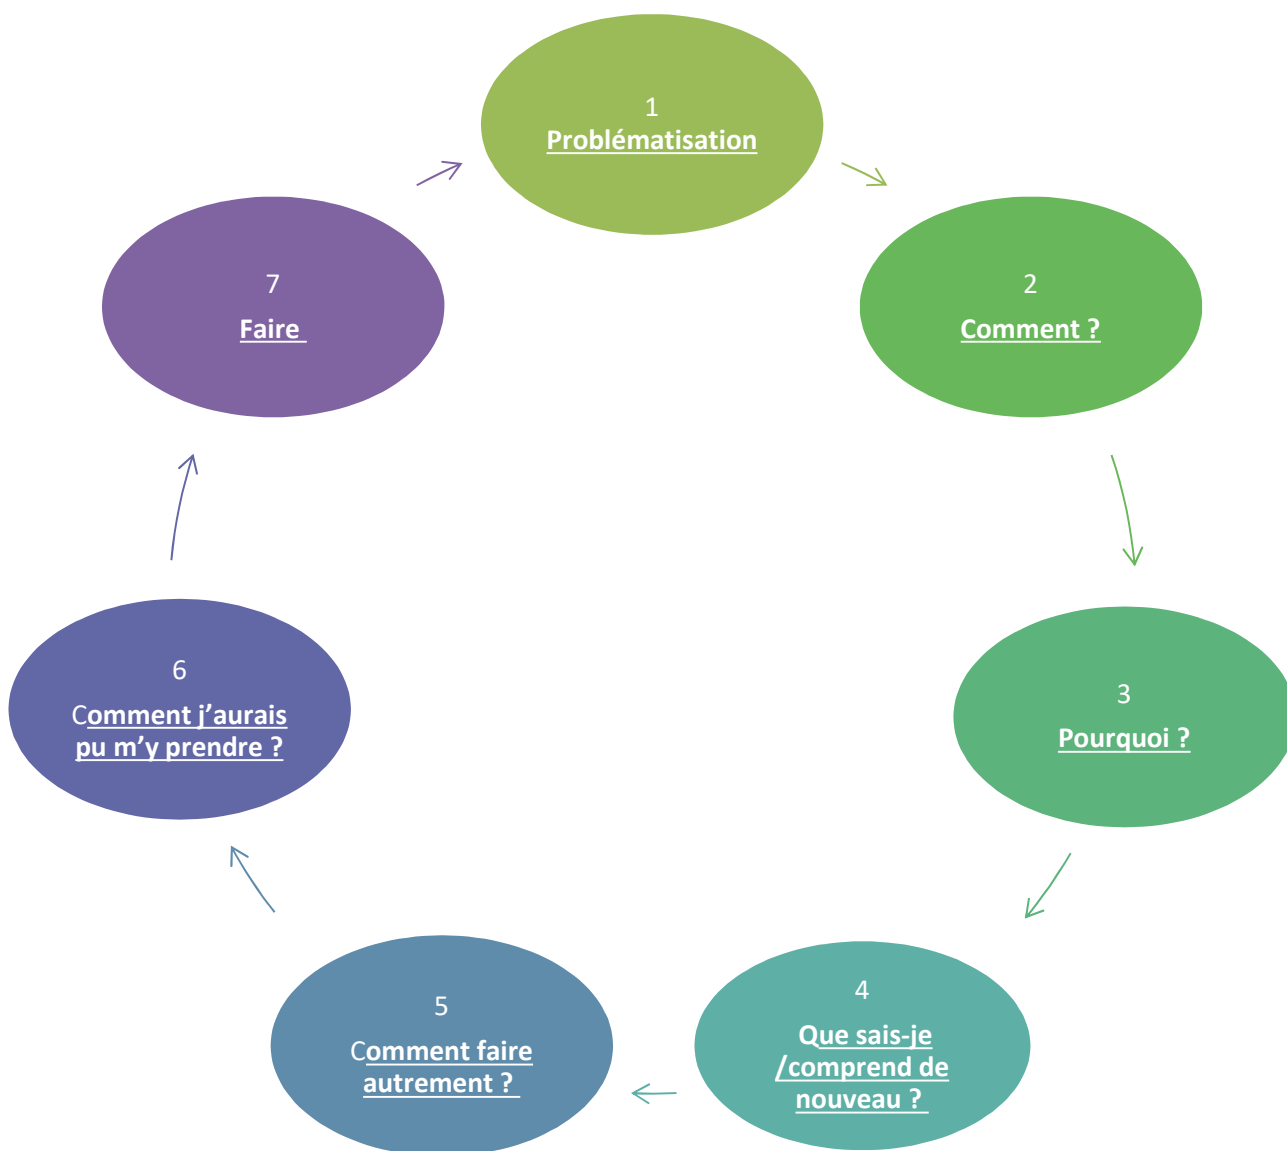 1
Problématisation
2
Comment ?
3
Pourquoi ?
4
Que sais-je
/comprend de
nouveau ?
5
Comment faire
autrement ?
6
Comment j’aurais
pu m’y prendre ?
7
Faire